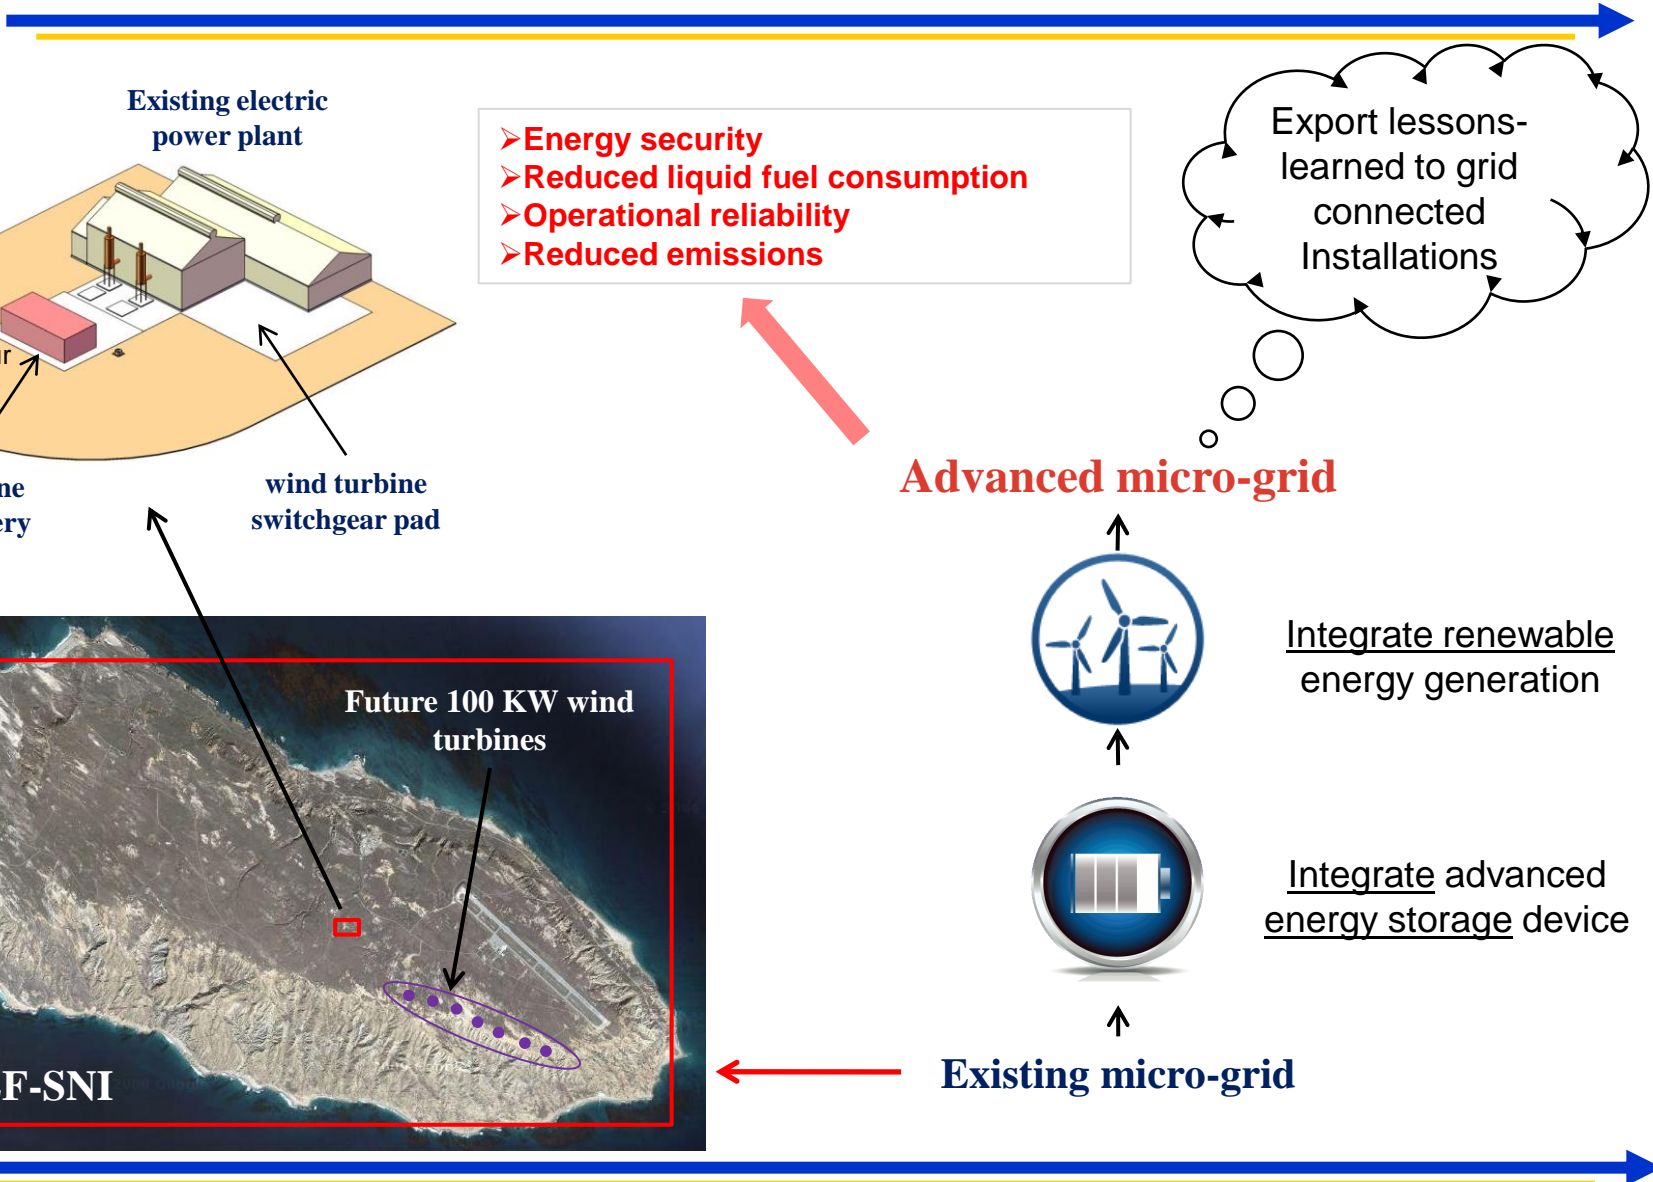 Existing electric
power plant
➢Energy security
➢Reduced liquid fuel consumption
➢Operational reliability
➢Reduced emissions
Export lessons-
learned to grid
connected
Installations
wind turbine
switchgear pad
Advanced micro-grid
Integrate renewable
energy generation
Future 100 KW wind
turbines
Integrate advanced
energy storage device
F-SNI
Existing micro-grid